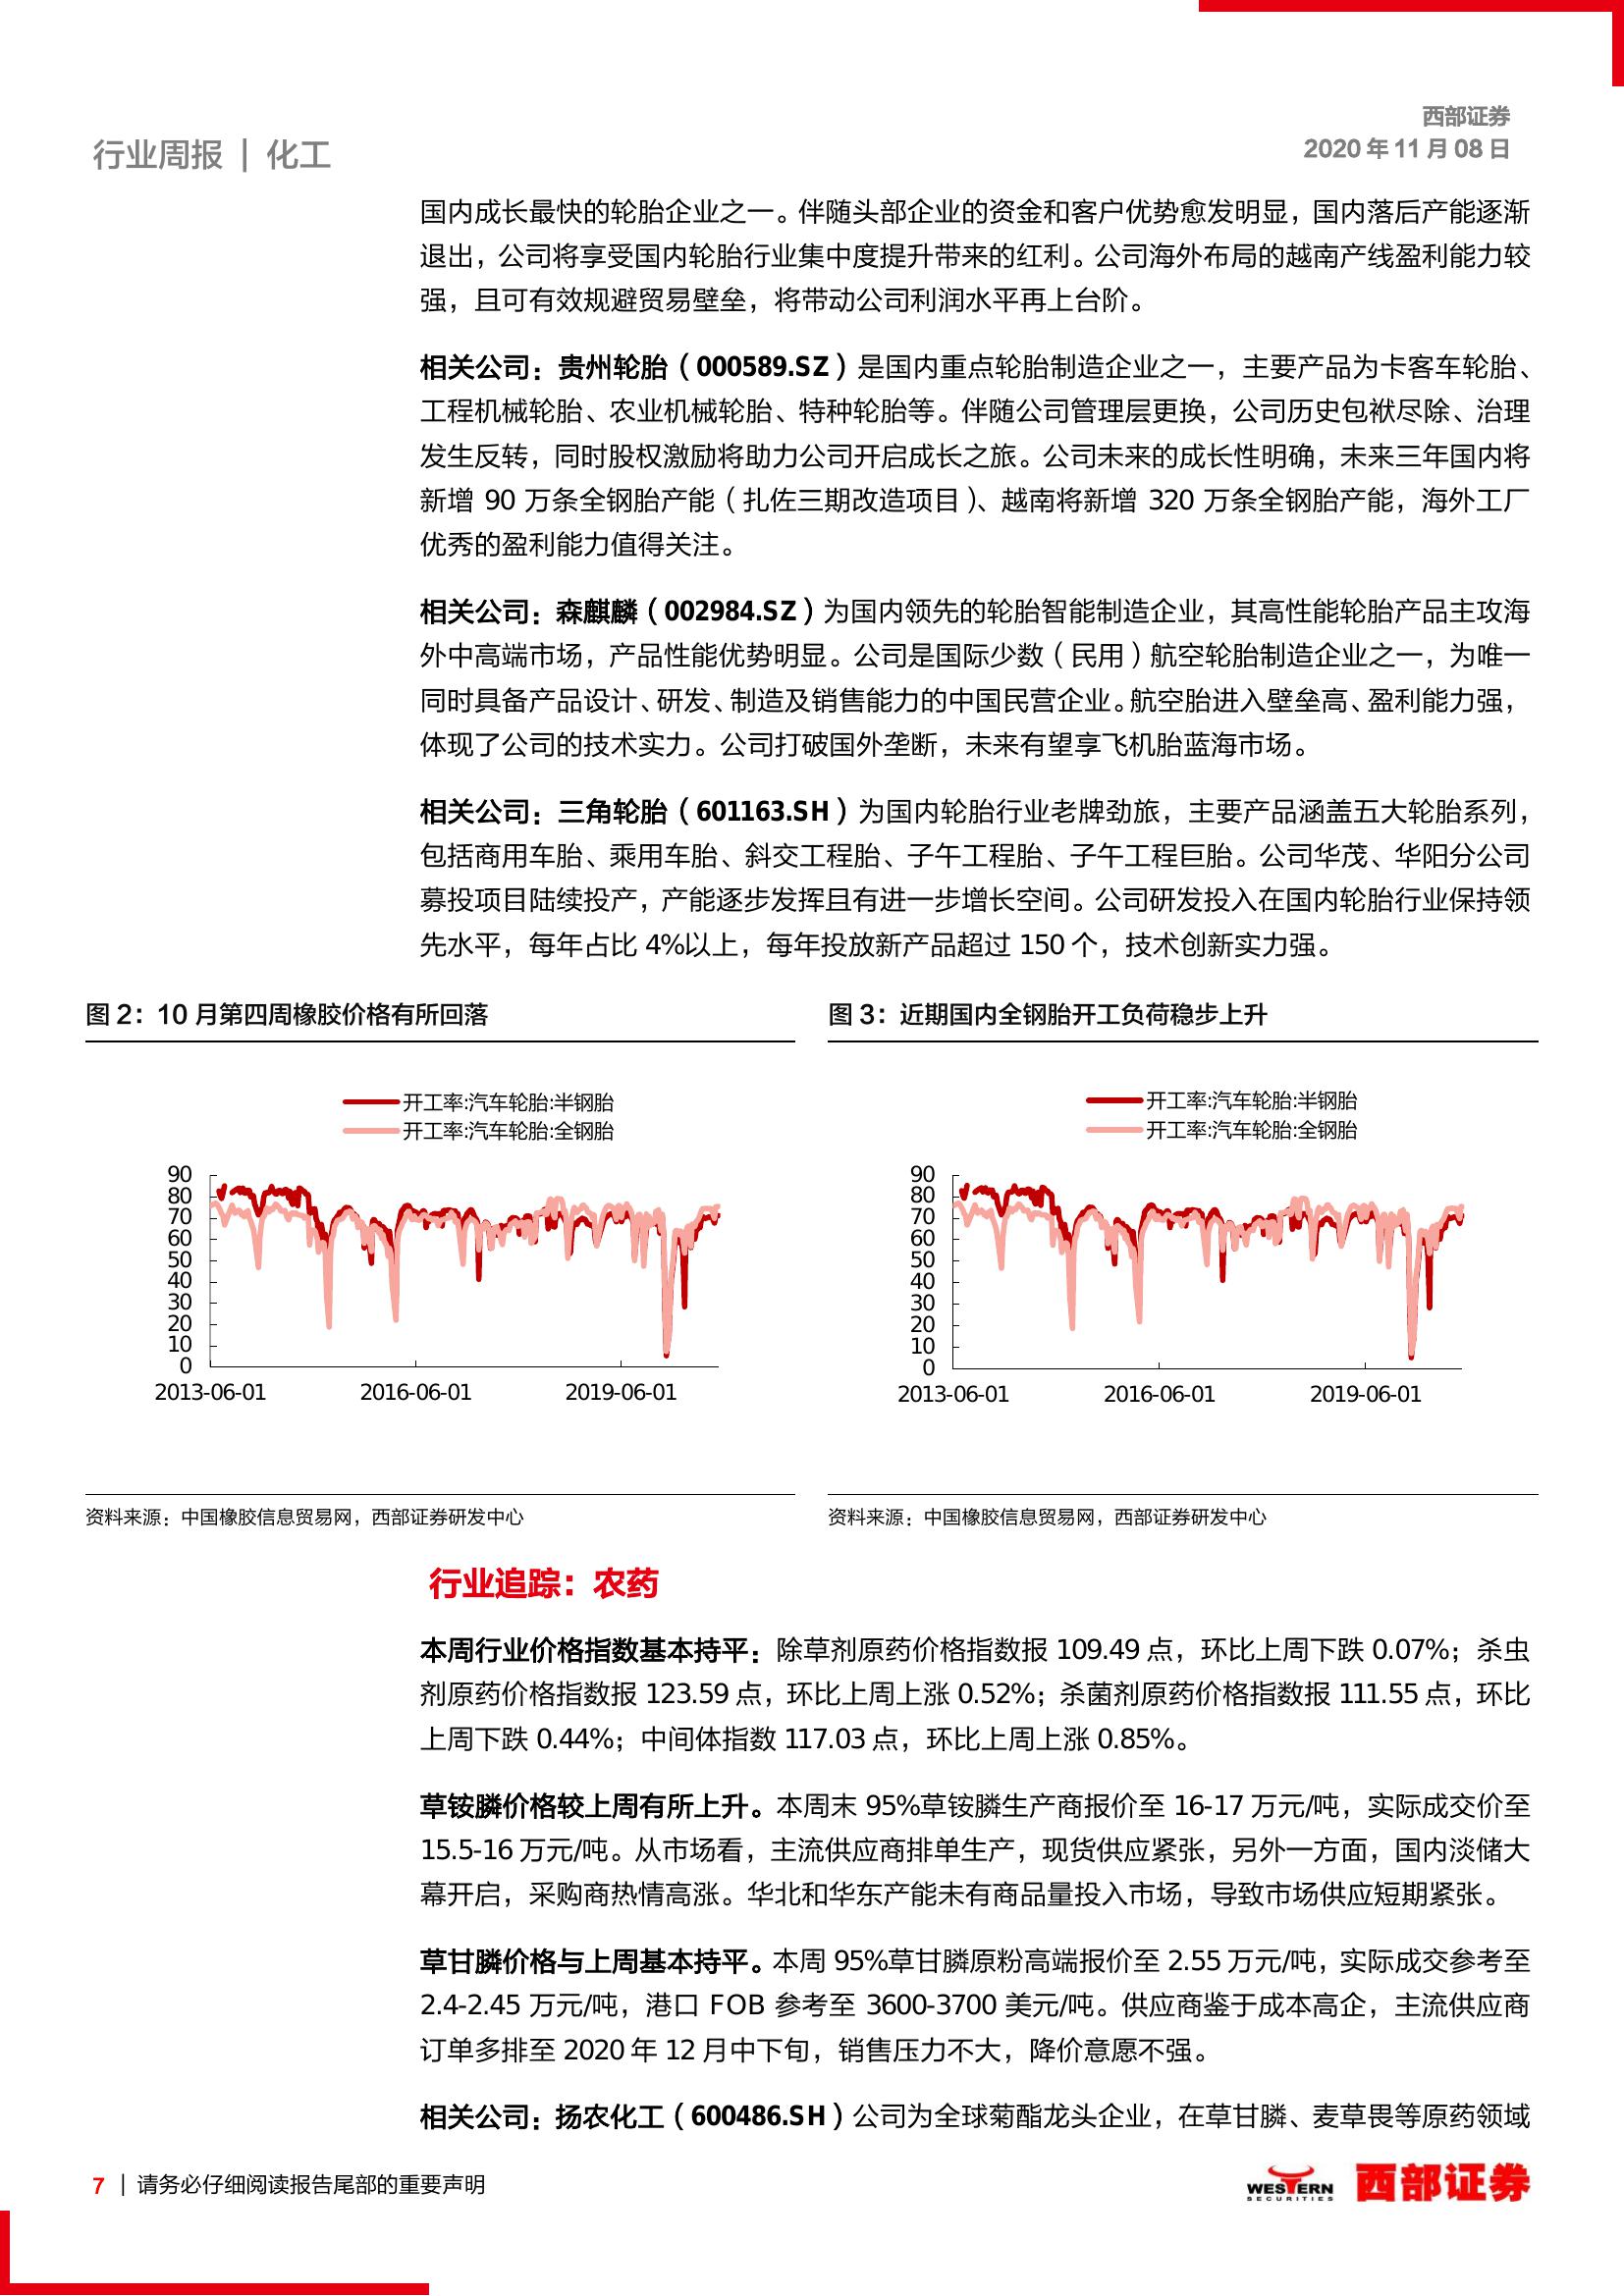 西部证券
2020 年 11 月 08 日
行业周报 | 化工
国内成长最快的轮胎企业之一。伴随头部企业的资金和客户优势愈发明显，国内落后产能逐渐
退出，公司将享受国内轮胎行业集中度提升带来的红利。公司海外布局的越南产线盈利能力较
强，且可有效规避贸易壁垒，将带动公司利润水平再上台阶。
相关公司：贵州轮胎（000589.SZ）是国内重点轮胎制造企业之一，主要产品为卡客车轮胎、
工程机械轮胎、农业机械轮胎、特种轮胎等。伴随公司管理层更换，公司历史包袱尽除、治理
发生反转，同时股权激励将助力公司开启成长之旅。公司未来的成长性明确，未来三年国内将
新增 90 万条全钢胎产能（扎佐三期改造项目）、越南将新增 320 万条全钢胎产能，海外工厂
优秀的盈利能力值得关注。
相关公司：森麒麟（002984.SZ）为国内领先的轮胎智能制造企业，其高性能轮胎产品主攻海
外中高端市场，产品性能优势明显。公司是国际少数（民用）航空轮胎制造企业之一，为唯一
同时具备产品设计、研发、制造及销售能力的中国民营企业。航空胎进入壁垒高、盈利能力强，
体现了公司的技术实力。公司打破国外垄断，未来有望享飞机胎蓝海市场。
相关公司：三角轮胎（601163.SH）为国内轮胎行业老牌劲旅，主要产品涵盖五大轮胎系列，
包括商用车胎、乘用车胎、斜交工程胎、子午工程胎、子午工程巨胎。公司华茂、华阳分公司
募投项目陆续投产，产能逐步发挥且有进一步增长空间。公司研发投入在国内轮胎行业保持领
先水平，每年占比 4%以上，每年投放新产品超过 150 个，技术创新实力强。
图 2：10 月第四周橡胶价格有所回落
开工率:汽车轮胎:半钢胎
开工率:汽车轮胎:全钢胎
90
80
70
60
50
40
30
20
10
0
2013-06-01 2016-06-01 2019-06-01
资料来源：中国橡胶信息贸易网，西部证券研发中心
图 3：近期国内全钢胎开工负荷稳步上升
开工率:汽车轮胎:半钢胎
开工率:汽车轮胎:全钢胎
90
80
70
60
50
40
30
20
10
0
2013-06-01 2016-06-01 2019-06-01
资料来源：中国橡胶信息贸易网，西部证券研发中心
行业追踪：农药
本周行业价格指数基本持平：除草剂原药价格指数报 109.49 点，环比上周下跌 0.07%；杀虫
剂原药价格指数报 123.59 点，环比上周上涨 0.52%；杀菌剂原药价格指数报 111.55 点，环比
上周下跌 0.44%；中间体指数 117.03 点，环比上周上涨 0.85%。
草铵膦价格较上周有所上升。本周末 95%草铵膦生产商报价至 16-17 万元/吨，实际成交价至
15.5-16 万元/吨。从市场看，主流供应商排单生产，现货供应紧张，另外一方面，国内淡储大
幕开启，采购商热情高涨。华北和华东产能未有商品量投入市场，导致市场供应短期紧张。
草甘膦价格与上周基本持平。本周 95%草甘膦原粉高端报价至 2.55 万元/吨，实际成交参考至
2.4-2.45 万元/吨，港口 FOB 参考至 3600-3700 美元/吨。供应商鉴于成本高企，主流供应商
订单多排至 2020 年 12 月中下旬，销售压力不大，降价意愿不强。
相关公司：扬农化工（600486.SH）公司为全球菊酯龙头企业，在草甘膦、麦草畏等原药领域
7 | 请务必仔细阅读报告尾部的重要声明
WESTERN
SECURITIES
西部证券